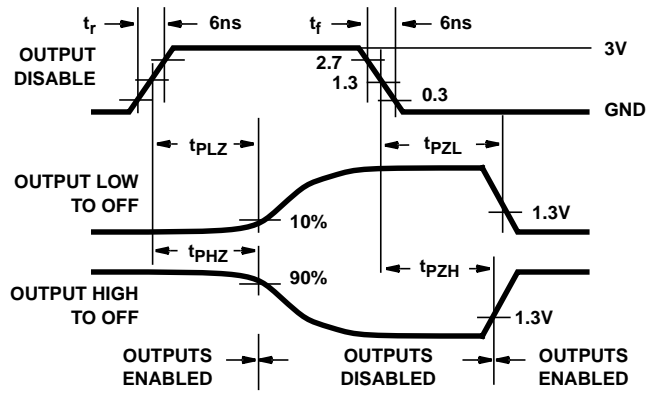 tr 6ns tf 6ns
OUTPUT
DISABLE
3V
2.7
1.3
0.3
GND
tPLZ tPZL
OUTPUT LOW
TO OFF
10%
1.3V
tPHZ tPZH
OUTPUT HIGH
TO OFF
90%
1.3V
OUTPUTS
ENABLED
OUTPUTS
DISABLED
OUTPUTS
ENABLED